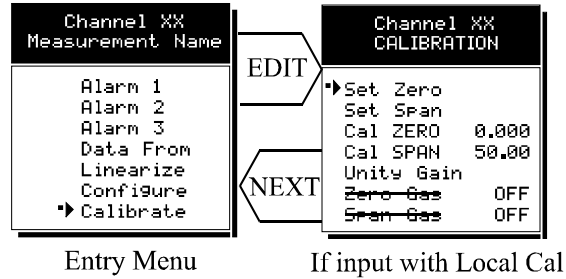 Channel XX
Measurement Name
Alarm 1
Alarm 2
Alarm 3
Data From
Linearize
Configure
Calibrate
Entry Menu
EDIT
NEXT
Channel XX
CALIBRATION
Set Zero
Set Span
Cal ZERO 0.000
Cal SPAN 50.00
Unity Gain
Zero Gas OFF
Span Gas OFF
If input with Local Cal